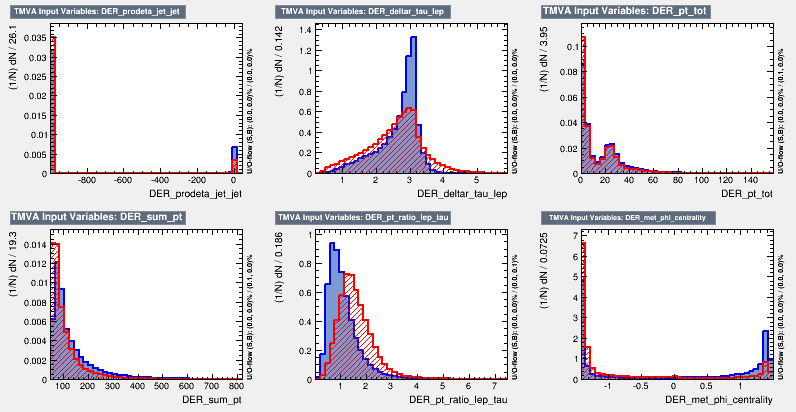 TMVA Input Variables: DER_prodeta_jet_jet
(1/N) dN / 26.1
0.035
0.03
0.025
0.02
0.015
0.01
0.005
0
-800 -600 -400 -200 0
DER_prodeta_jet_jet
U/O-flow (S,B): (0.0, 0.0)% / (0.0, 0.0)%
TMVA Input Variables: DER_deltar_tau_lep
(1/N) dN / 0.142
1.4
1.2
1
0.8
0.6
0.4
0.2
0
1 2 3 4 5
DER_deltar_tau_lep
U/O-flow (S,B): (0.0, 0.0)% / (0.0, 0.0)%
TMVA Input Variables: DER_pt_tot
(1/N) dN / 3.95
0.1
0.08
0.06
0.04
0.02
0
0 20 40 60 80 100 120 140
DER_pt_tot
U/O-flow (S,B): (0.0, 0.0)% / (0.1, 0.0)%
TMVA Input Variables: DER_sum_pt
(1/N) dN / 19.3
0.014
0.012
0.01
0.008
0.006
0.004
0.002
0
100 200 300 400 500 600 700 800
DER_sum_pt
U/O-flow (S,B): (0.0, 0.0)% / (0.1, 0.0)%
TMVA Input Variables: DER_pt_ratio_lep_tau
(1/N) dN / 0.186
1
0.8
0.6
0.4
0.2
0
1 2 3 4 5 6 7
DER_pt_ratio_lep_tau
U/O-flow (S,B): (0.0, 0.0)% / (0.0, 0.1)%
TMVA Input Variables: DER_met_phi_centrality
(1/N) dN / 0.0725
7
6
5
4
3
2
1
0
-1 -0.5 0 0.5 1
DER_met_phi_centrality
U/O-flow (S,B): (0.0, 0.0)% / (0.0, 0.0)%